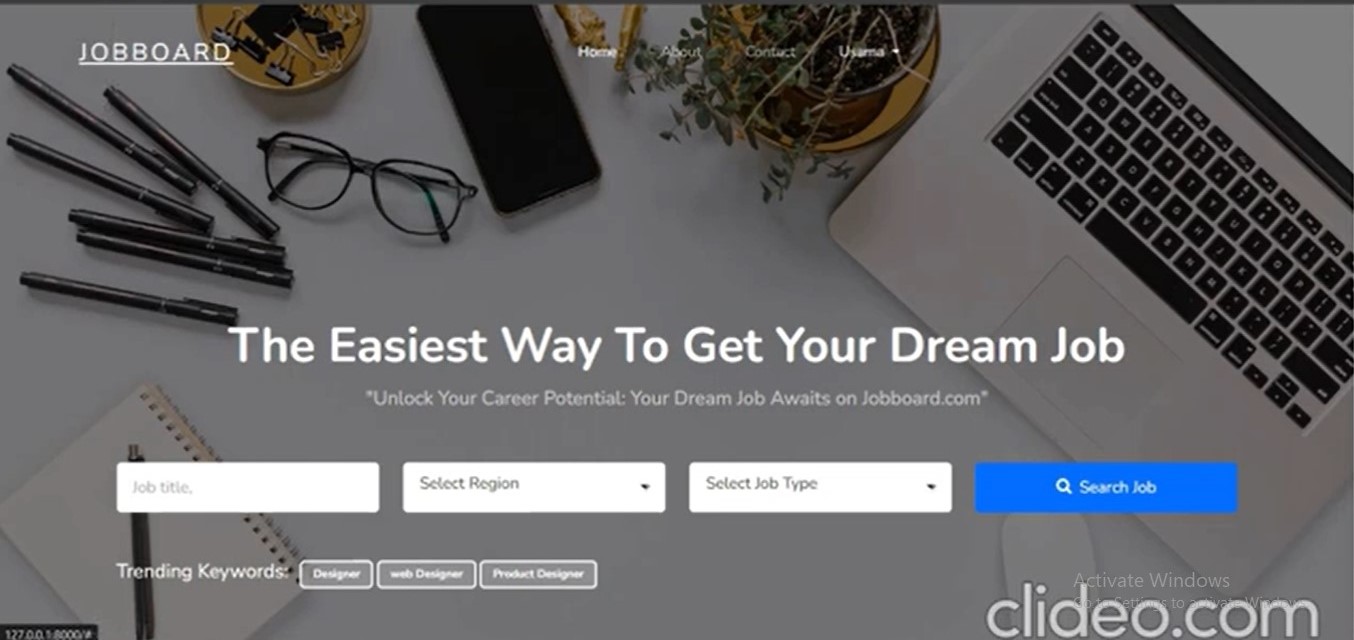 JOBBOARD
Home About Contact Usama
The Easiest Way To Get Your Dream Job
"Unlock Your Career Potential: Your Dream Job Awaits on Jobboard.com"
Job title,
Select Region
Select Job Type
Search Job
Trending Keywords: Designer web Designer Product Designer
Activate Windows
Go to Settings to activate Windows.
clideo.com
127.0.0.1:8000/#